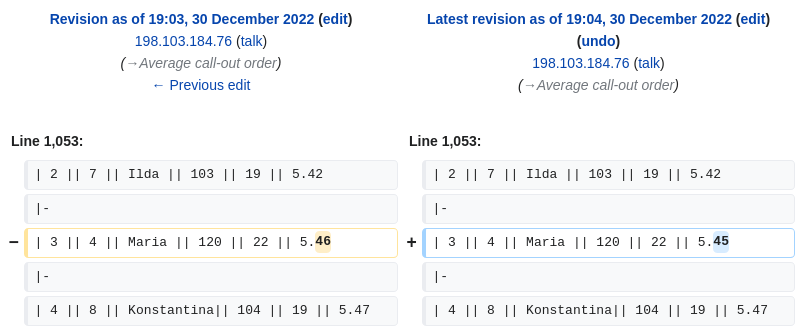 Revision as of 19:03, 30 December 2022 (edit)
198.103.184.76 (talk)
(→Average call-out order)
← Previous edit
Latest revision as of 19:04, 30 December 2022 (edit)
(undo)
198.103.184.76 (talk)
(→Average call-out order)
Line 1,053:
| 2 || 7 || Ilda || 103 || 19 || 5.42
|-
− | 3 || 4 || Maria || 120 || 22 || 5.46
|-
| 4 || 8 || Konstantina|| 104 || 19 || 5.47
Line 1,053:
| 2 || 7 || Ilda || 103 || 19 || 5.42
|-
+ | 3 || 4 || Maria || 120 || 22 || 5.45
|-
| 4 || 8 || Konstantina|| 104 || 19 || 5.47